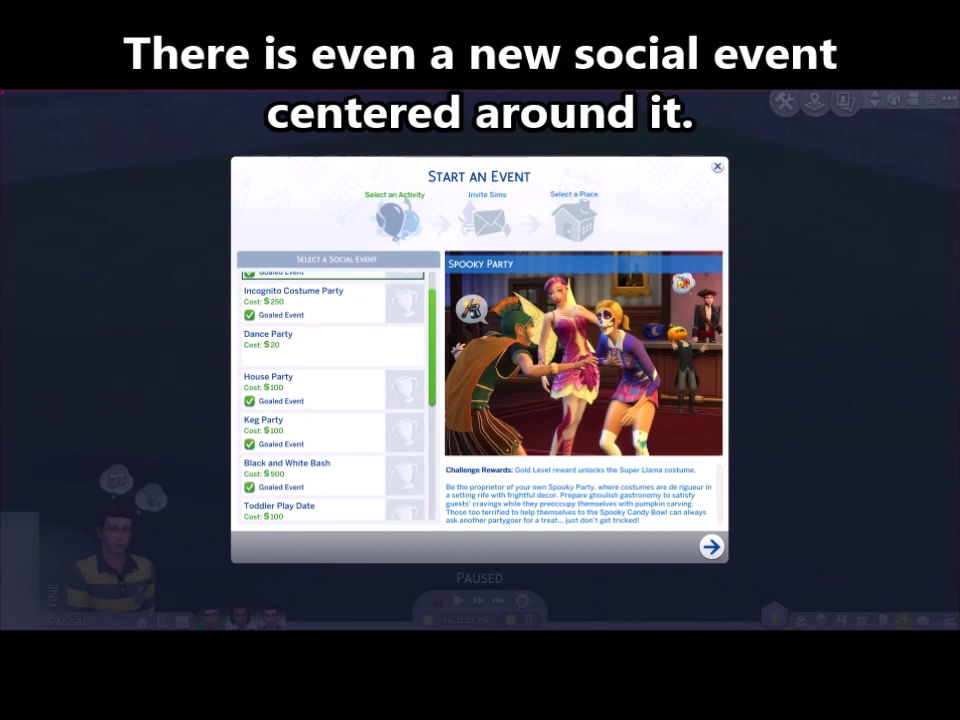 There is even a new social event
centered around it.
START AN EVENT
Select an Activity
Invite Sims
Select a Place
SELECT A SOCIAL EVENT
SPOOKY PARTY
Goaled Event
Incognito Costume Party
Cost: $250
Goaled Event
Dance Party
Cost: $20
House Party
Cost: $100
Goaled Event
Keg Party
Cost: $100
Goaled Event
Black and White Bash
Cost: $500
Goaled Event
Toddler Play Date
Cost: $100
Challenge Rewards: Gold Level reward unlocks the Super Llama costume.
Be the proprietor of your own Spooky Party, where costumes are de rigueur in
a setting rife with frightful decor. Prepare ghoulish gastronomy to satisfy
guests' cravings while they preoccupy themselves with pumpkin carving.
Those too terrified to help themselves to the Spooky Candy Bowl can always
ask another partygoer for a treat... just don't get tricked!
PAUSED
PINE